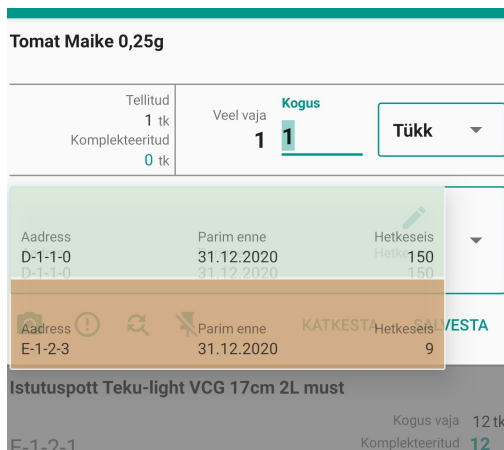 Tomat Maike 0,25g
Tellitud
1 tk
Komplekteeritud
0 tk
Veel vaja
1
Kogus
1
Tükk
Aadress Parim enne Hetkeseis
D-1-1-0 31.12.2020 150
D-1-1-0 31.12.2020 150
KATKESTA SALVESTA
Aadress Parim enne Hetkeseis
E-1-2-3 31.12.2020 9
Istutuspott Teku-light VCG 17cm 2L must
Kogus vaja 12 tk
E-1-2-1 Komplekteeritud 12